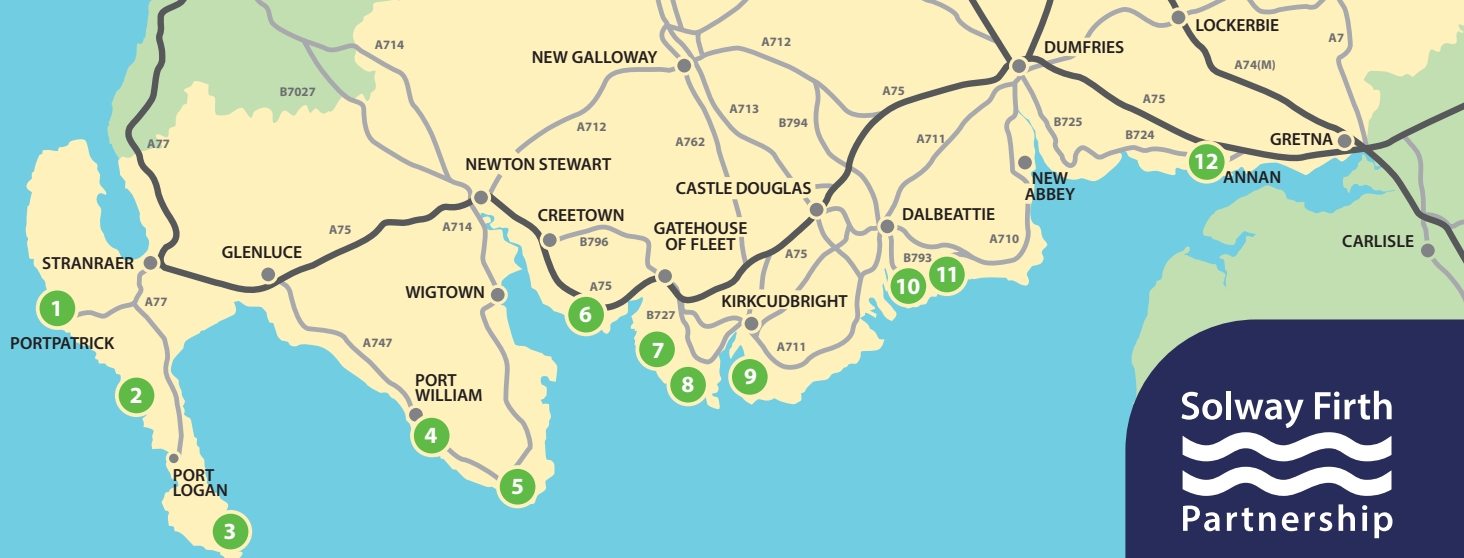 LOCKERBIE
A7
A714
A712
DUMFRIES
NEW GALLOWAY
A74(M)
B7027
A75
A75
A713
B794
A712
B725
B724
A77
A762
A711
GRETNA
NEWTON STEWART
12
ANNAN
NEW
ABBEY
CASTLE DOUGLAS
CREETOWN
DALBEATTIE
A714
A75
GATEHOUSE
OF FLEET
B796
A710
CARLISLE
GLENLUCE
A75
B793
STRANRAER
11
10
A75
WIGTOWN
A77
KIRKCUDBRIGHT
1
6
B727
PORTPATRICK
A747
7
A711
9
8
PORT
WILLIAM
2
4
Solway Firth
Partnership
PORT
LOGAN
5
3